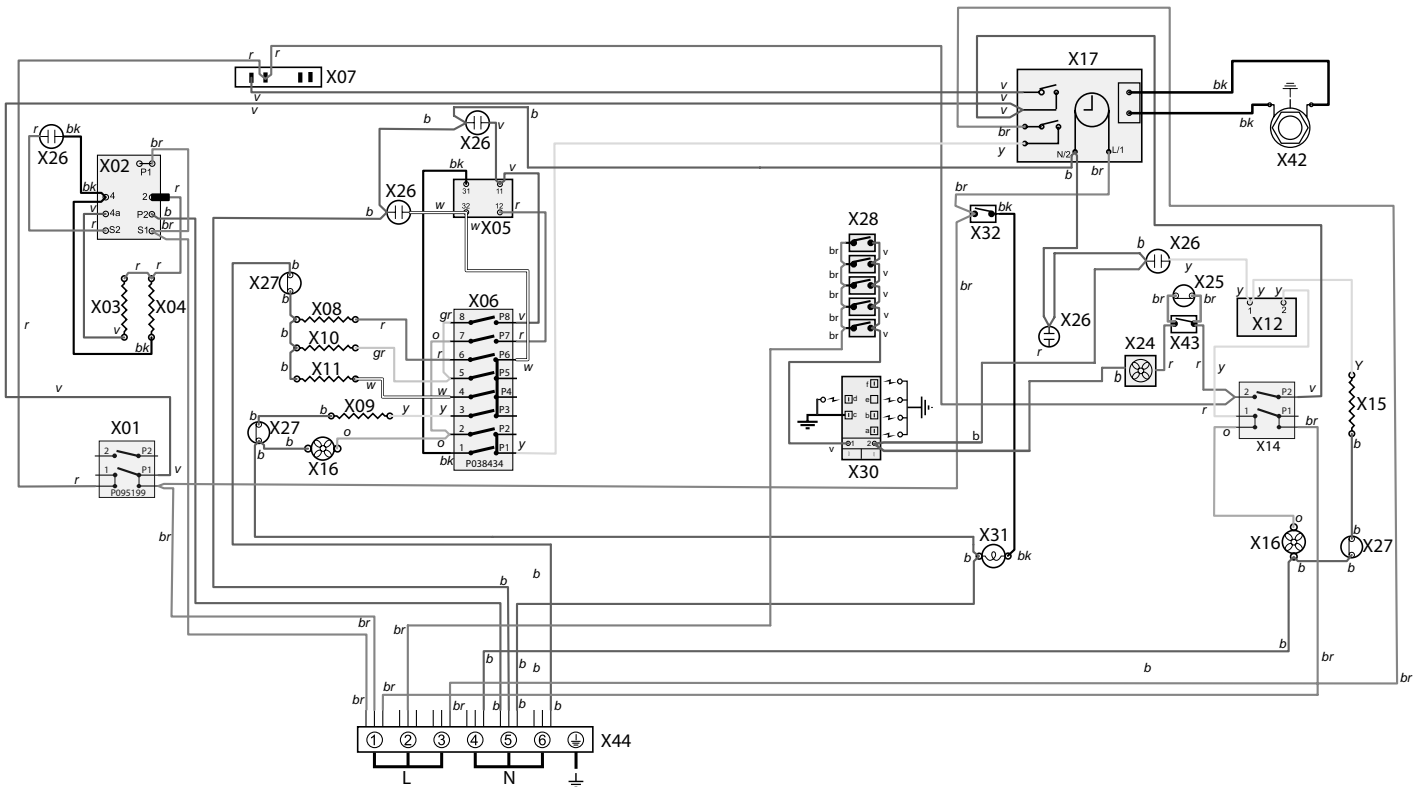 r
r
X07
v
v
X17
v
v
v
br
y
N/2
L/1
b
br
bk
bk
X42
r
bk
X26
X02
br
P1
bk
4
2
r
v
4a
P2
b
r
S2
S1
br
r
r
X03
X04
v
bk
b
b
X26
v
bk
v
31
11
X26
b
w
32
12
r
w
X05
br
X32
bk
br
X28
br
v
br
v
br
v
br
v
br
v
b
X26
y
X26
r
X25
br
br
X43
X24
b
r
r
y
y
y
1
2
X12
y
b
X27
b
X08
r
b
X10
gr
b
X11
w
X09
b
y
b
X27
b
b
X16
o
X06
gr
8
P8
v
o
7
P7
r
r
6
P6
w
5
P5
w
4
P4
y
3
P3
2
P2
o
1
P1
y
bk
P038434
f
d
e
c
b
a
1
2
v
X30
b
r
2
P2
v
1
P1
br
o
X14
Y
X15
b
r
v
X01
2
P2
1
P1
v
r
P095199
br
X31
b
bk
o
X16
b
b
X27
b
b
b
br
br
b
b
b
b
b
br
br
br
br
b
b
b
1
2
3
4
5
6
X44
L
N